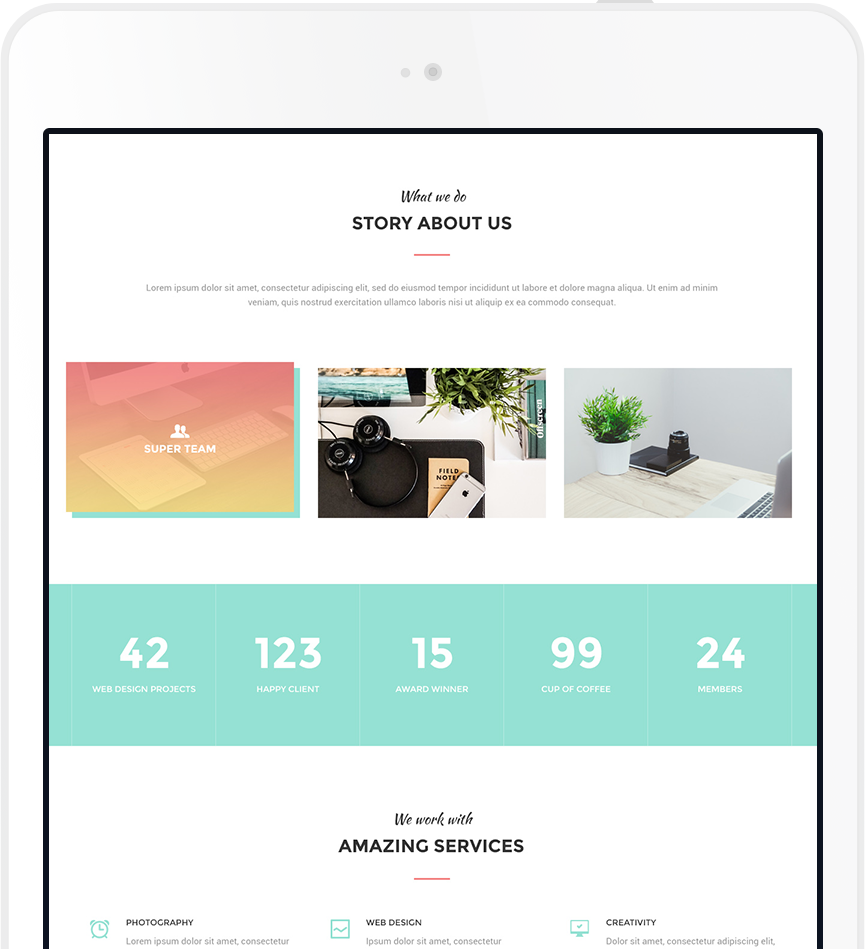 What we do
STORY ABOUT US
Lorem ipsum dolor sit amet, consectetur adipiscing elit, sed do eiusmod tempor incididunt ut labore et dolore magna aliqua. Ut enim ad minim
veniam, quis nostrud exercitation ullamco laboris nisi ut aliquip ex ea commodo consequat.
SUPER TEAM
Offscreen
FIELD
NOTES
42
WEB DESIGN PROJECTS
123
HAPPY CLIENT
15
AWARD WINNER
99
CUP OF COFFEE
24
MEMBERS
We work with
AMAZING SERVICES
PHOTOGRAPHY
Lorem ipsum dolor sit amet, consectetur
WEB DESIGN
Ipsum dolor sit amet, consectetur
CREATIVITY
Dolor sit amet, consectetur adipiscing elit,